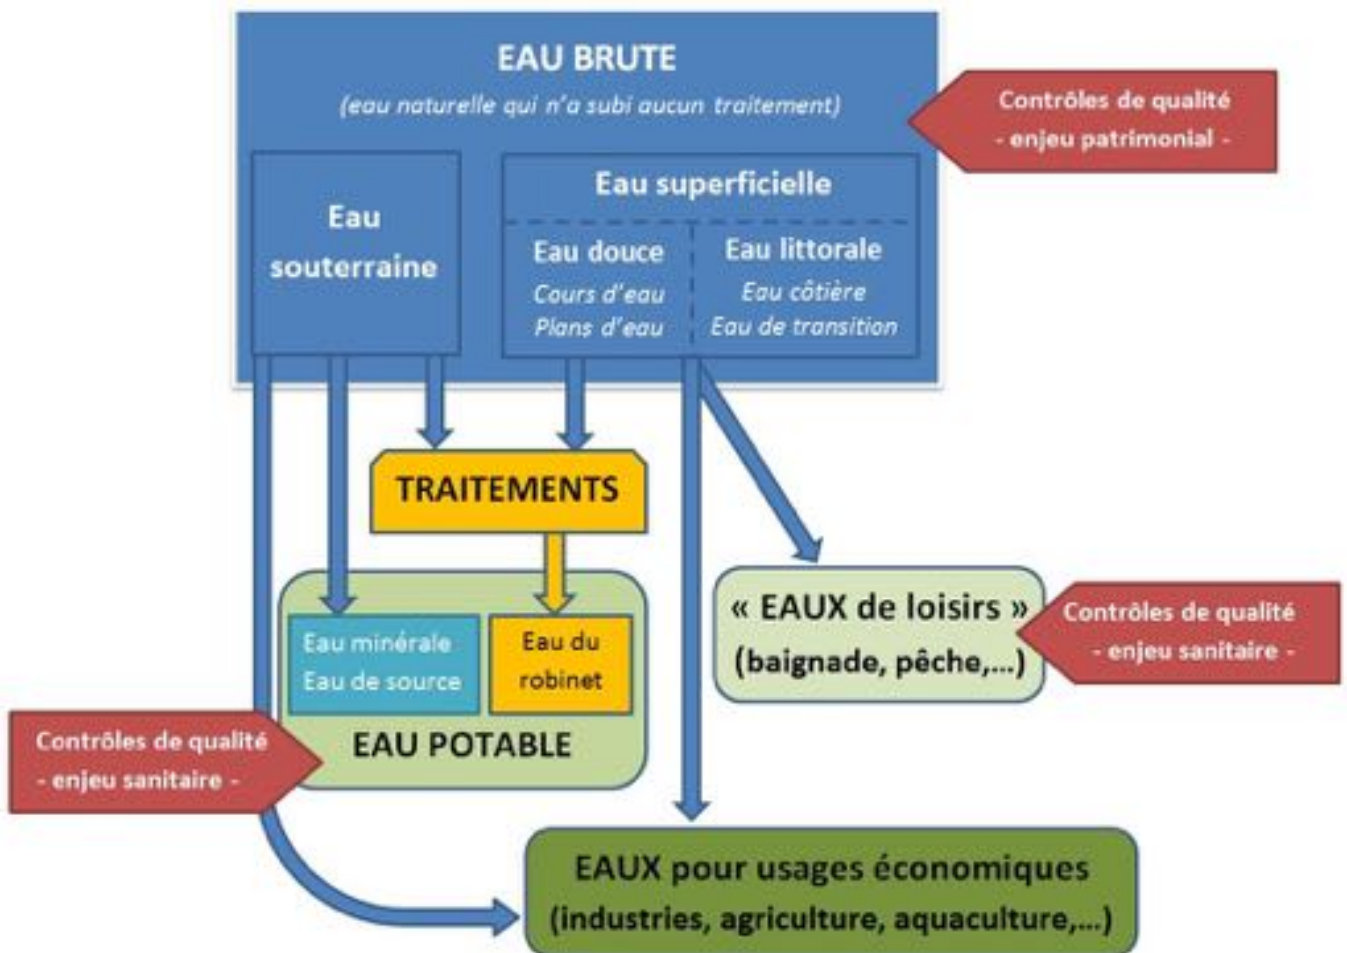 EAU BRUTE
(eau naturelle qui n'a subi aucun traitement)
Contrôles de qualité
- enjeu patrimonial -
Eau
souterraine
Eau superficielle
Eau douce
Cours d'eau
Plans d'eau
Eau littorale
Eau côtière
Eau de transition
TRAITEMENTS
Eau minérale
Eau de source
Eau du
robinet
EAU POTABLE
« EAUX de loisirs »
(baignade, pêche,...)
Contrôles de qualité
- enjeu sanitaire -
Contrôles de qualité
- enjeu sanitaire -
EAUX pour usages économiques
(industries, agriculture, aquaculture,...)